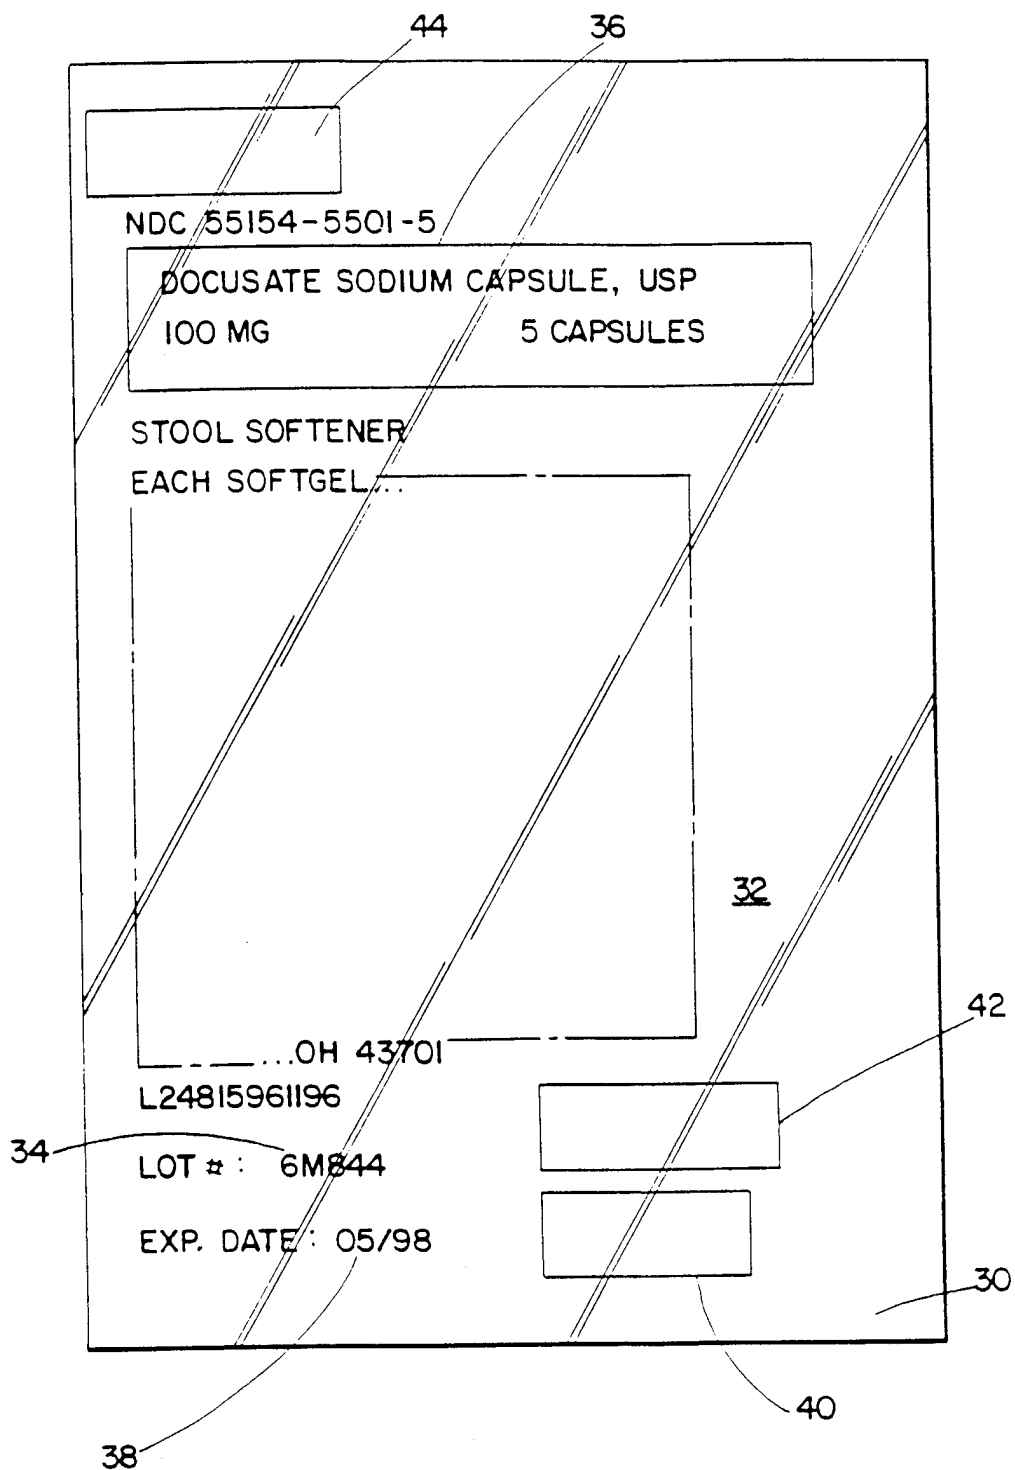 44 36
NDC 55154-5501-5
DOCUSATE SODIUM CAPSULE, USP
100 MG 5 CAPSULES
STOOL SOFTENER
EACH SOFTGEL...
32
42
...OH 43701
L24815961196
34 LOT #: 6M844
EXP. DATE: 05/98
30
40
38